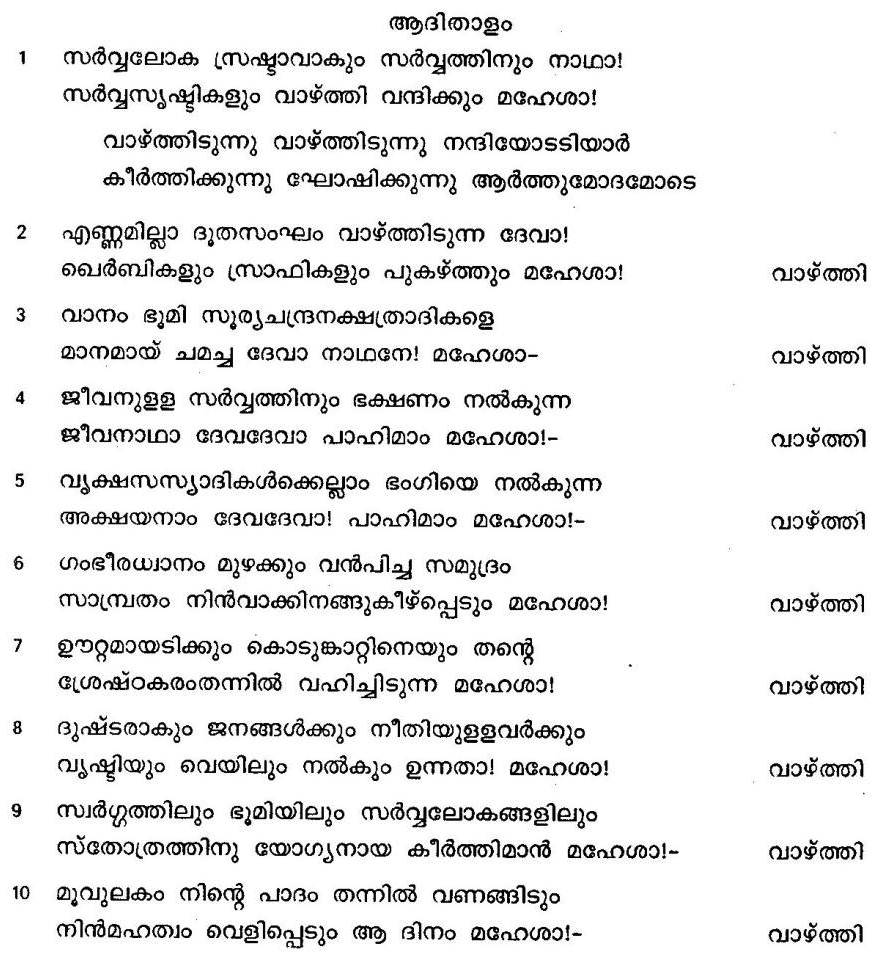 ആദിതാളം
1 സർവ്വലോക സ്രഷ്ടാവാകും സർവ്വത്തിനും നാഥാ!
സർവ്വസൃഷ്ടികളും വാഴ്ത്തി വന്ദിക്കും മഹേശാ!
വാഴ്ത്തിടുന്നു വാഴ്ത്തിടുന്നു നന്ദിയോടടിയാർ
കീർത്തിക്കുന്നു ഘോഷിക്കുന്നു ആർത്തുമോദമോടെ
2 എണ്ണമില്ലാ ദൂതസംഘം വാഴ്ത്തിടുന്ന ദേവാ!
ഖെർബികളും സ്രാഫികളും പുകഴ്ത്തും മഹേശാ! വാഴ്ത്തി
3 വാനം ഭൂമി സൂര്യചന്ദ്രനക്ഷത്രാദികളെ
മാനമായ് ചമച്ച ദേവാ നാഥനേ! മഹേശാ– വാഴ്ത്തി
4 ജീവനുളള സർവ്വത്തിനും ഭക്ഷണം നൽകുന്ന
ജീവനാഥാ ദേവദേവാ പാഹിമാം മഹേശാ!– വാഴ്ത്തി
5 വൃക്ഷസസ്യാദികൾക്കെല്ലാം ഭംഗിയെ നൽകുന്ന
അക്ഷയനാം ദേവദേവാ! പാഹിമാം മഹേശാ!– വാഴ്ത്തി
6 ഗംഭീരധ്വാനം മുഴക്കും വൻപിച്ച സമുദ്രം
സാമ്പ്രതം നിൻവാക്കിനങ്ങുകീഴ്പ്പെടും മഹേശാ! വാഴ്ത്തി
7 ഊറ്റമായടിക്കും കൊടുങ്കാറ്റിനെയും തന്റെ
ശ്രേഷ്ഠകരംതന്നിൽ വഹിച്ചിടുന്ന മഹേശാ! വാഴ്ത്തി
8 ദുഷ്ടരാകും ജനങ്ങൾക്കും നീതിയുളളവർക്കും
വൃഷ്ടിയും വെയിലും നൽകും ഉന്നതാ! മഹേശാ! വാഴ്ത്തി
9 സ്വർഗ്ഗത്തിലും ഭൂമിയിലും സർവ്വലോകങ്ങളിലും
സ്തോത്രത്തിനു യോഗ്യനായ കീർത്തിമാൻ മഹേശാ!– വാഴ്ത്തി
10 മൂവുലകം നിന്റെ പാദം തന്നിൽ വണങ്ങിടും
നിൻമഹത്വം വെളിപ്പെടും ആ ദിനം മഹേശാ!– വാഴ്ത്തി